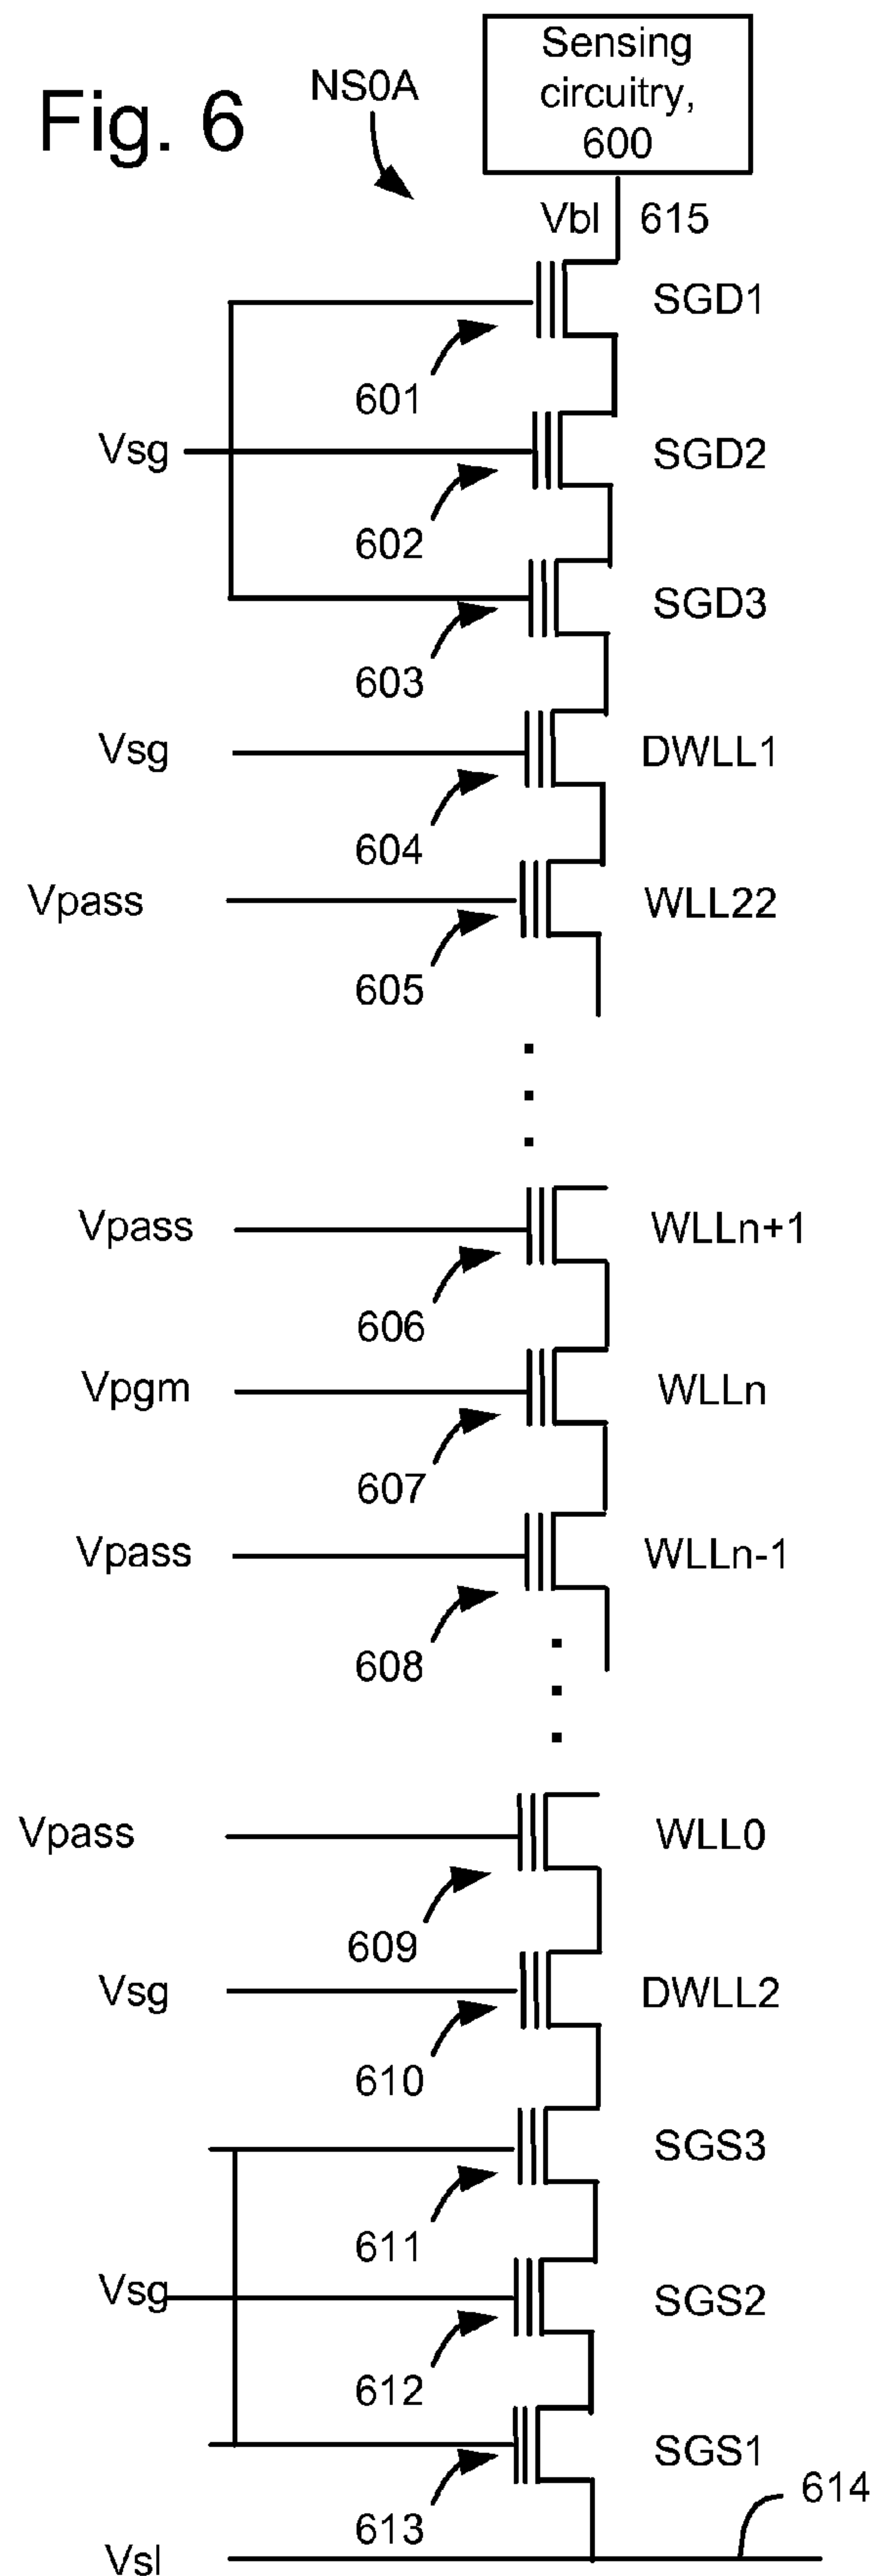 Fig. 6
NS0A
Sensing
circuitry,
600
Vbl 615
SGD1
601
Vsg
SGD2
602
SGD3
603
Vsg
DWLL1
604
Vpass
WLL22
605
Vpass
WLLn+1
606
Vpgm
WLLn
607
Vpass
WLLn-1
608
Vpass
WLL0
609
Vsg
DWLL2
610
SGS3
611
Vsg
SGS2
612
SGS1
614
613
Vsl